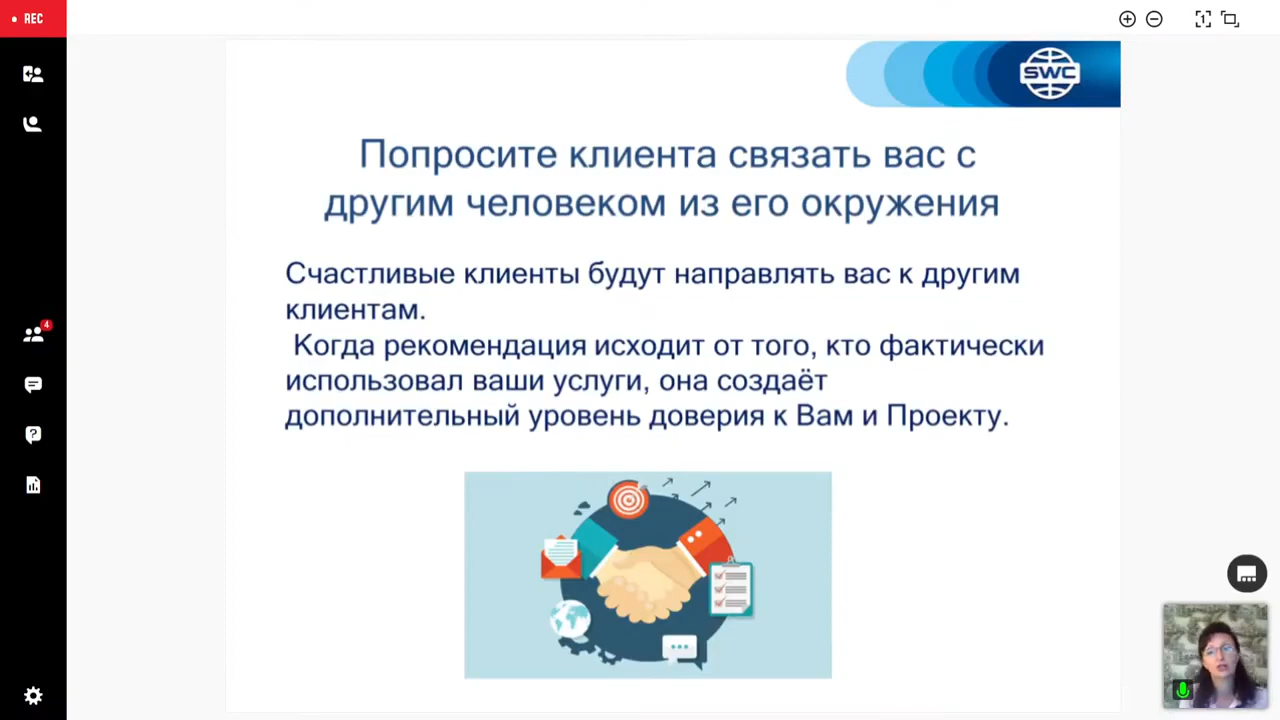 REC
1
SWC
Попросите клиента связать вас с
другим человеком из его окружения
Счастливые клиенты будут направлять вас к другим
клиентам.
Когда рекомендация исходит от того, кто фактически
использовал ваши услуги, она создаёт
дополнительный уровень доверия к Вам и Проекту.
4
?